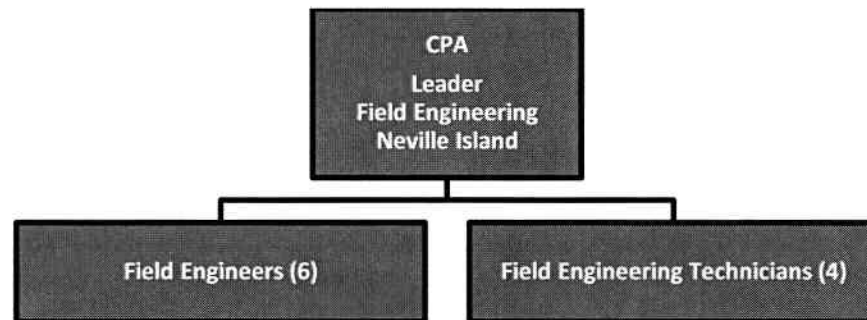 CPA
Leader
Field Engineering
Neville Island
Field Engineers (6)
Field Engineering Technicians (4)